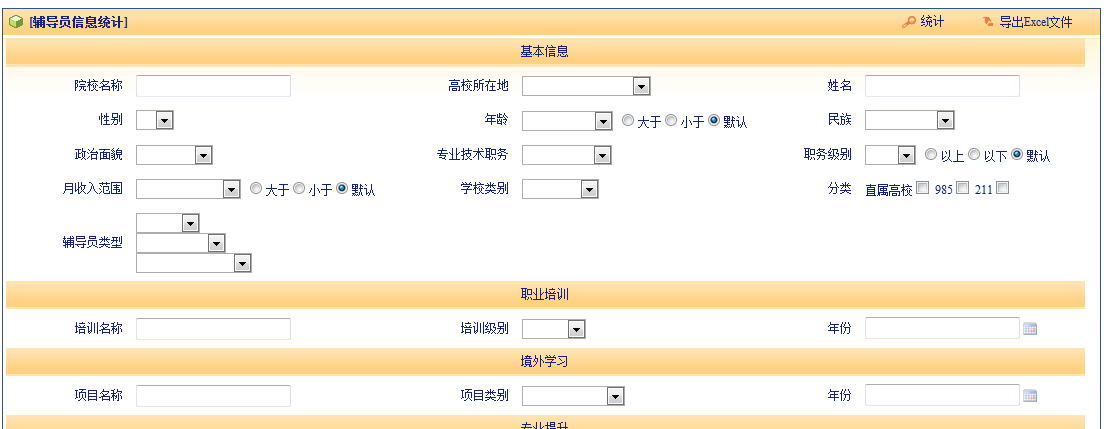 [辅导员信息统计] 统计 导出Excel文件
基本信息
院校名称 高校所在地 姓名
性别 年龄 大于 小于 默认 民族
政治面貌 专业技术职务 职务级别 以上 以下 默认
月收入范围 大于 小于 默认 学校类别 分类 直属高校 985 211
辅导员类型
职业培训
培训名称 培训级别 年份
境外学习
项目名称 项目类别 年份
专业提升